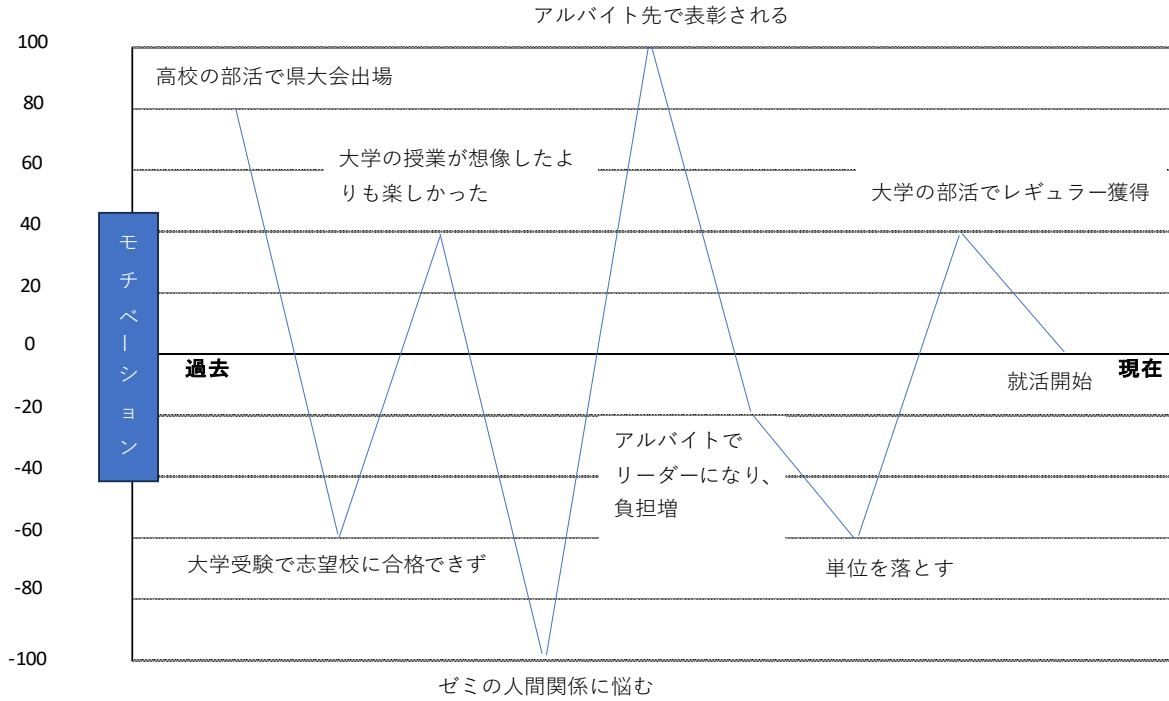 アルバイト先で表彰される
100
高校の部活で県大会出場
80
60
大学の授業が想像したよ
りも楽しかった
大学の部活でレギュラー獲得
40
モチベーション
20
0
過去
現在
就活開始
-20
アルバイトで
リーダーになり、
負担増
-40
-60
大学受験で志望校に合格できず
単位を落とす
-80
-100
ゼミの人間関係に悩む